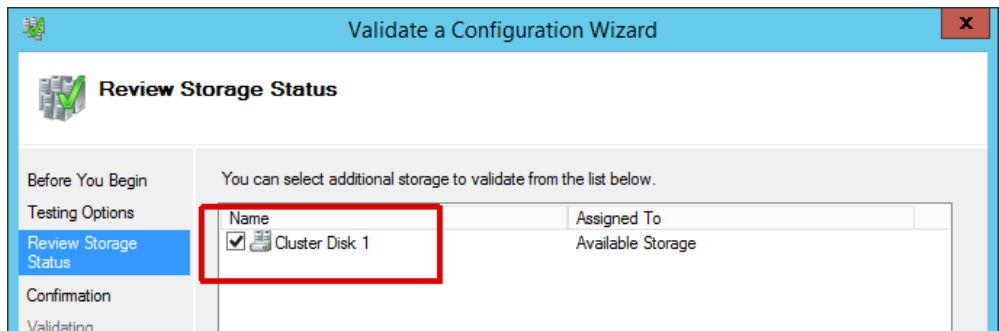 Validate a Configuration Wizard
x
Review Storage Status
Before You Begin
Testing Options
Review Storage
Status
Confirmation
Validating
You can select additional storage to validate from the list below.
Name Assigned To
Cluster Disk 1 Available Storage